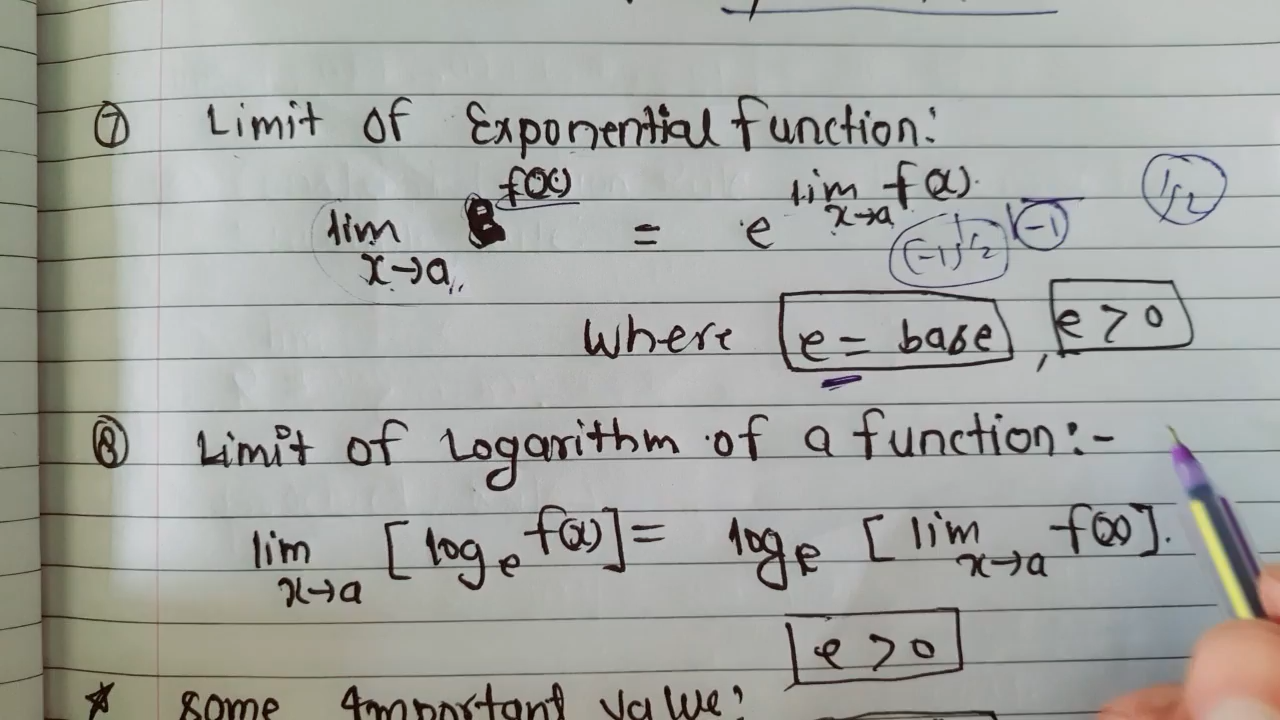 ⑦ Limit of Exponential function:
lim x→a e^f(x) = e^lim x→a f(x).
(-1)^1/2 √-1 1/2
where e = base, e > 0
⑧ Limit of Logarithm of a function:-
lim x→a [log_e f(x)] = log_e [lim x→a f(x)].
e > 0
* some Important value: